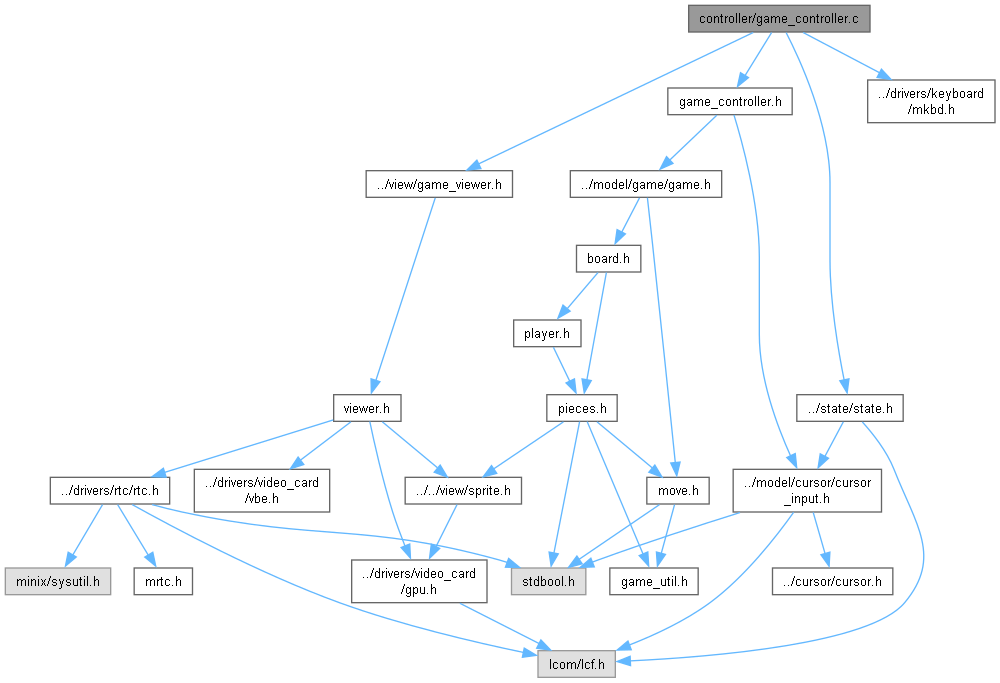 controller/game_controller.c
../drivers/keyboard
/mkbd.h
game_controller.h
../view/game_viewer.h
../model/game/game.h
board.h
player.h
viewer.h
pieces.h
../state/state.h
../drivers/rtc/rtc.h
../drivers/video_card
/vbe.h
../../view/sprite.h
move.h
../model/cursor/cursor
_input.h
minix/sysutil.h
mrtc.h
../drivers/video_card
/gpu.h
stdbool.h
game_util.h
../cursor/cursor.h
lcom/lcf.h